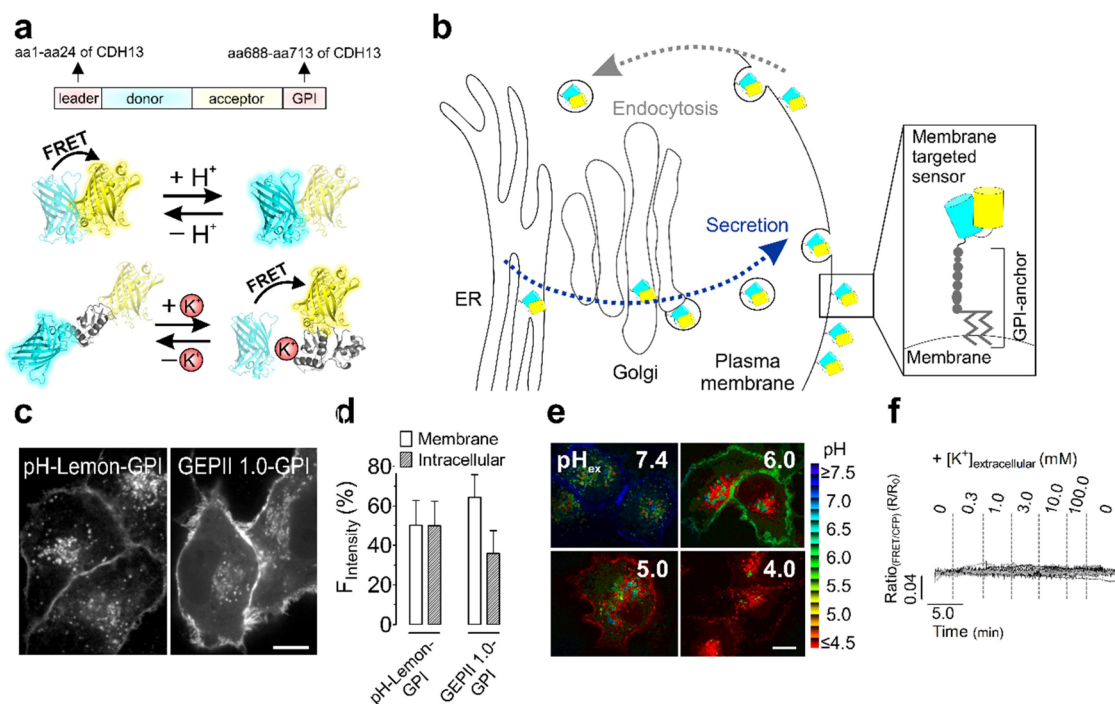 a
aa1-aa24 of CDH13
aa688-aa713 of CDH13
leader donor acceptor GPI
FRET
+ H⁺
− H⁺
FRET
+ K⁺
− K⁺
K⁺
b
Endocytosis
Secretion
ER
Golgi
Plasma
membrane
Membrane
targeted
sensor
GPI-anchor
Membrane
c
pH-Lemon-GPI
GEPII 1.0-GPI
d
Membrane
Intracellular
F Intensity (%)
80
60
40
20
0
pH-Lemon-
GPI
GEPII 1.0-
GPI
e
pHex 7.4
6.0
5.0
4.0
pH
≥7.5
7.0
6.5
6.0
5.5
5.0
≤4.5
f
+ [K⁺]extracellular (mM)
0 0.3 1.0 3.0 10.0 100.0 0
Ratio(FRET/CFP) (R/R₀)
0.04
5.0
Time (min)